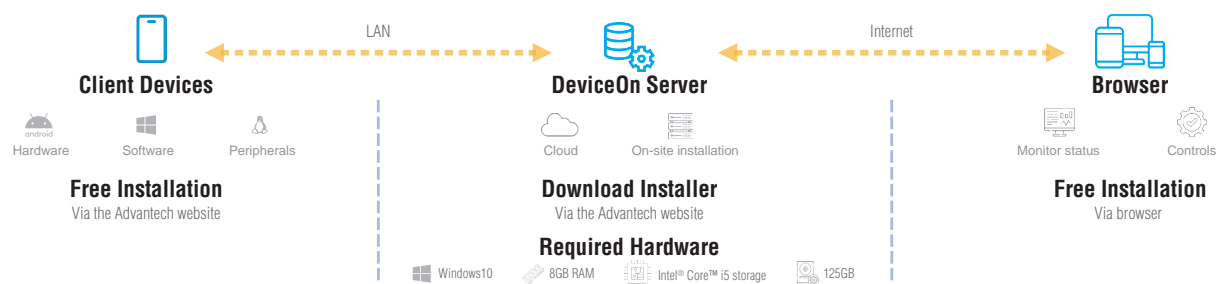 LAN
Internet
Client Devices
DeviceOn Server
Browser
android
Hardware
Software
Peripherals
Cloud
On-site installation
Monitor status
Controls
Free Installation
Via the Advantech website
Download Installer
Via the Advantech website
Free Installation
Via browser
Required Hardware
Windows10
8GB RAM
Intel® Core™ i5 storage
125GB